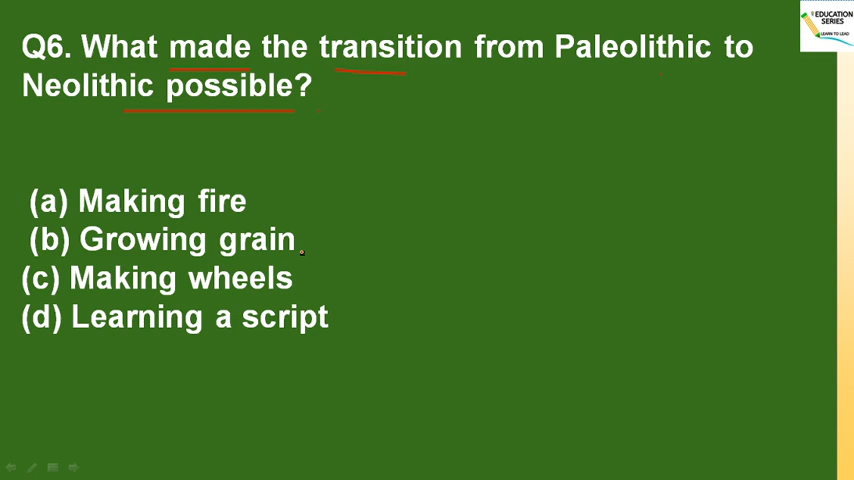 EDUCATION
SERIES
LEARN TO LEAD
Q6. What made the transition from Paleolithic to
Neolithic possible?
(a) Making fire
(b) Growing grain
(c) Making wheels
(d) Learning a script